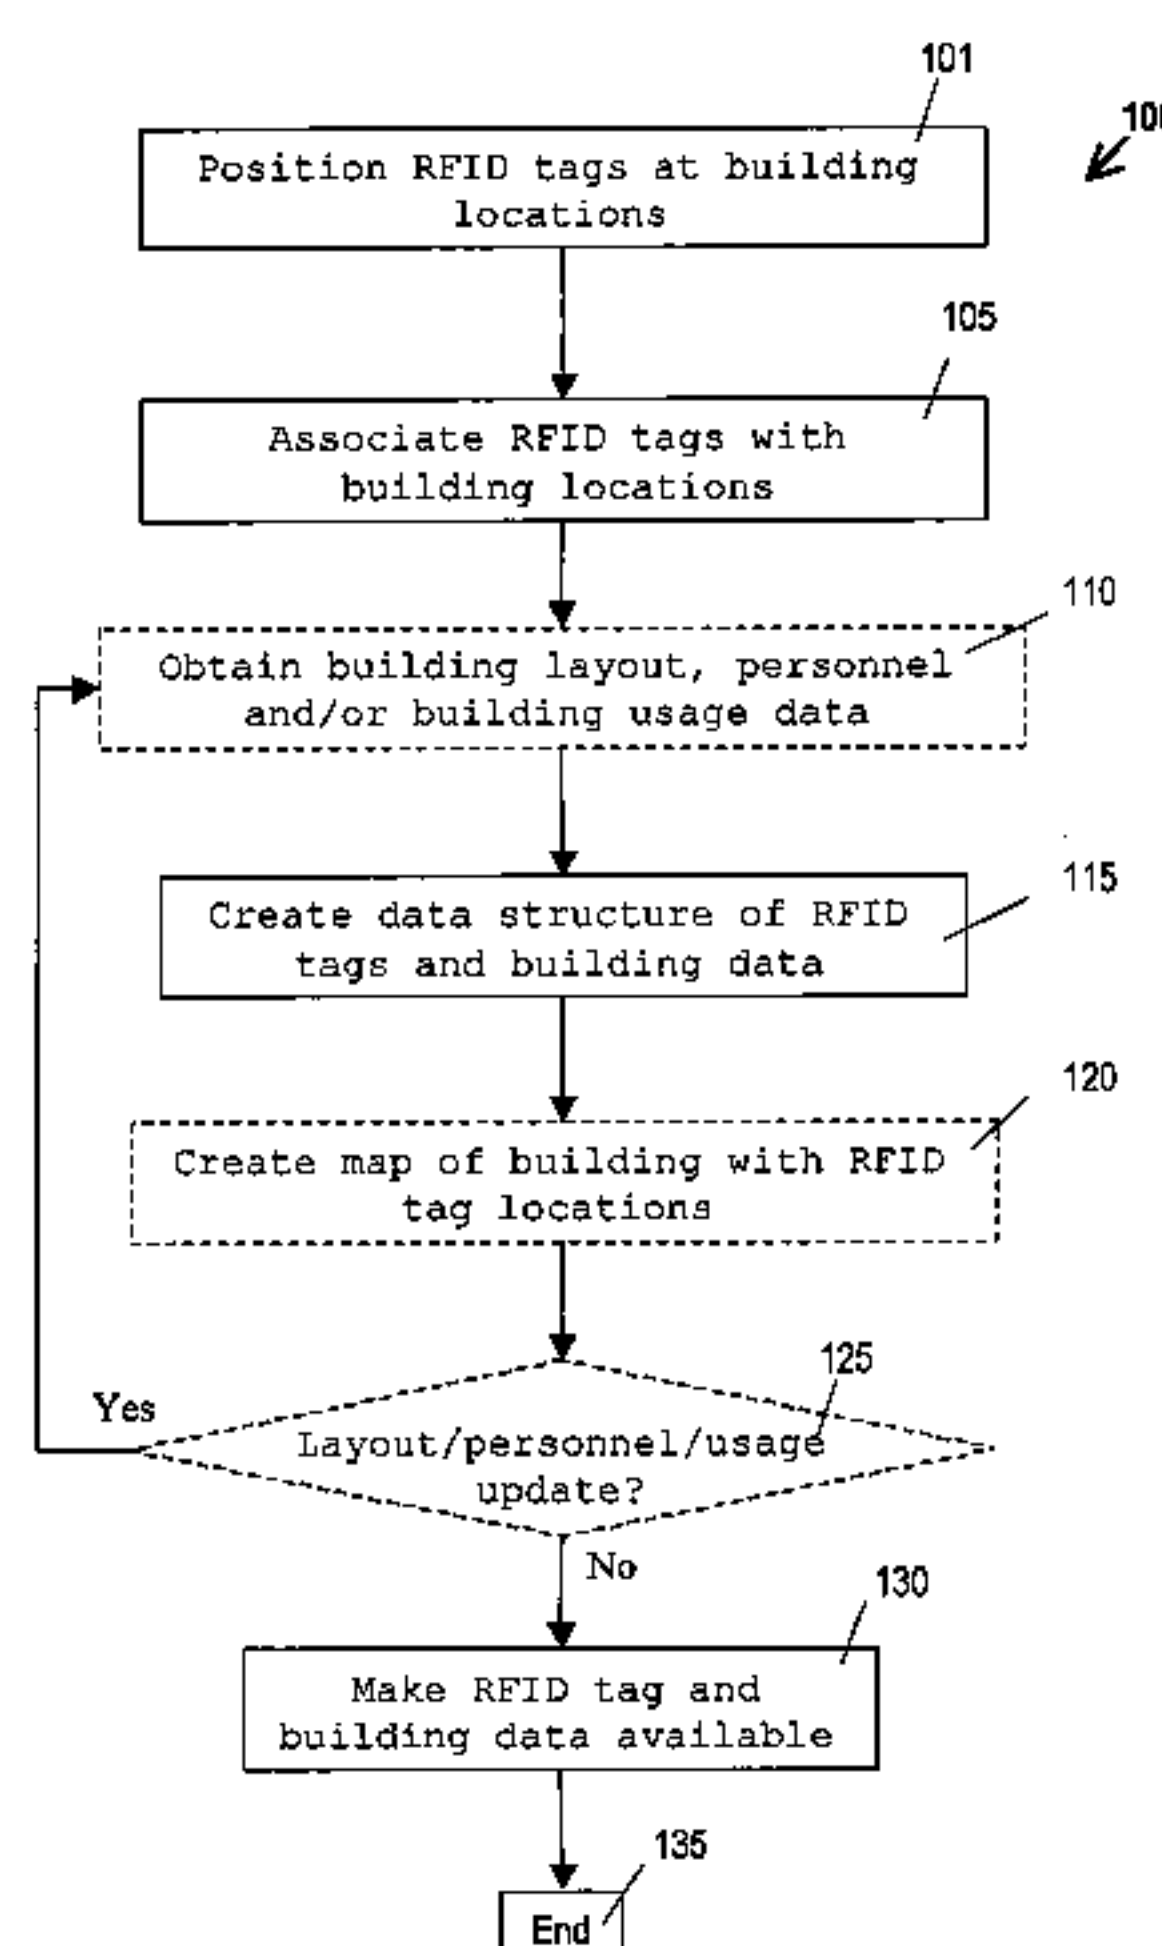 101
Position RFID tags at building
locations
105
Associate RFID tags with
building locations
110
Obtain building layout, personnel
and/or building usage data
115
Create data structure of RFID
tags and building data
120
Create map of building with RFID
tag locations
125
Yes
Layout/personnel/usage
update?
No
130
Make RFID tag and
building data available
135
End